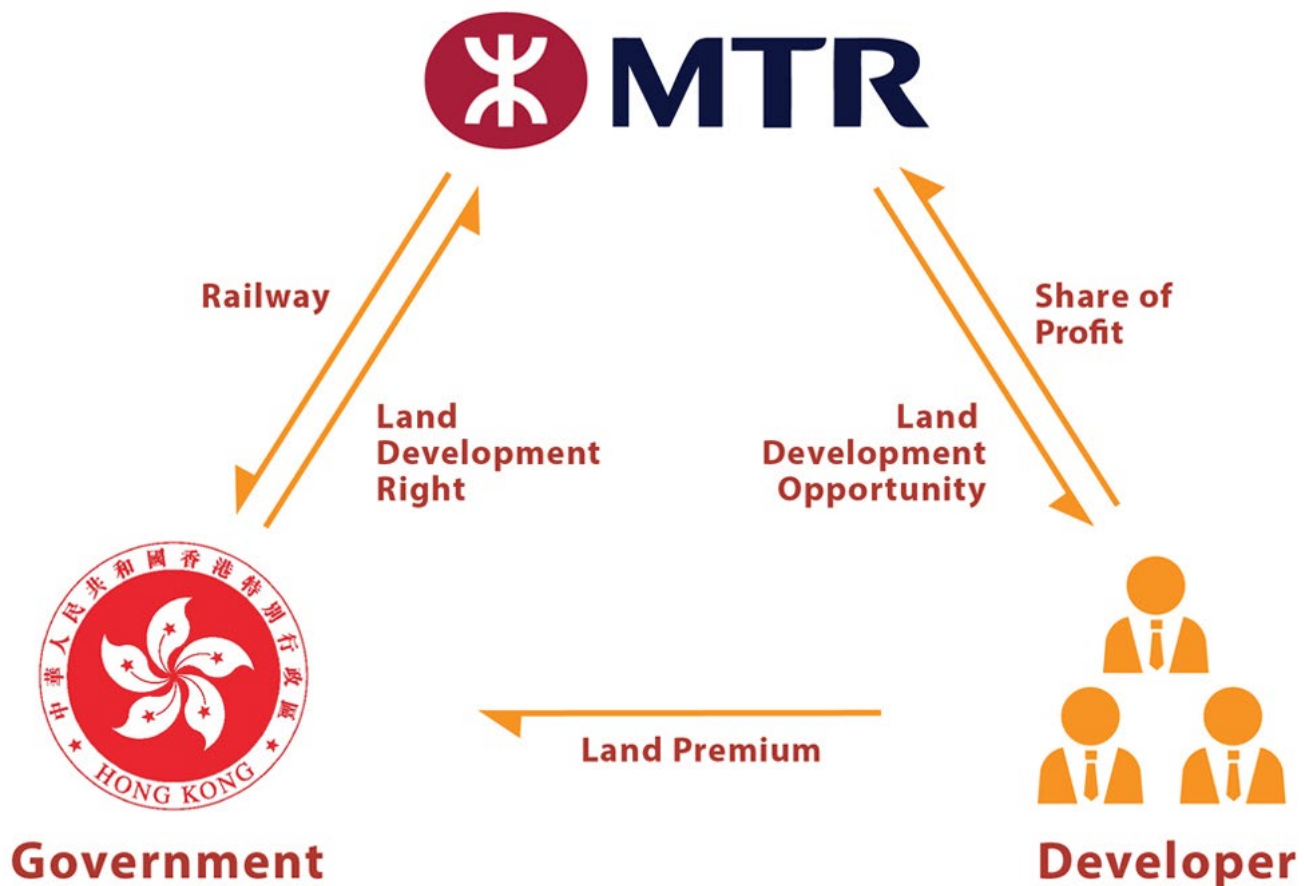 MTR
Railway
Share of
Profit
Land
Development
Right
Land
Development
Opportunity
中華人民共和國香港特別行政區
HONG KONG
Land Premium
Government
Developer